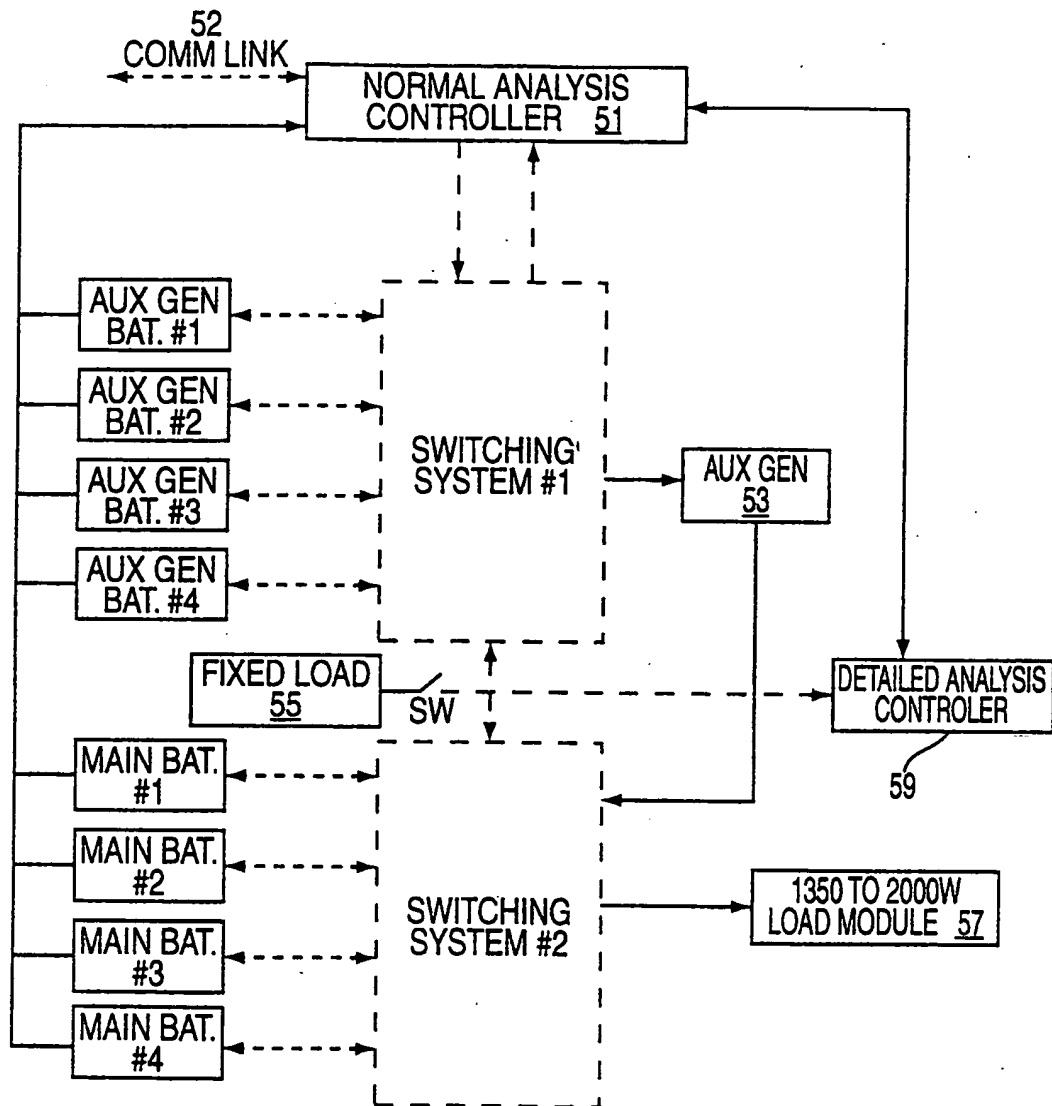 52
COMM LINK
NORMAL ANALYSIS
CONTROLLER 51
AUX GEN
BAT. #1
AUX GEN
BAT. #2
AUX GEN
BAT. #3
AUX GEN
BAT. #4
SWITCHING
SYSTEM #1
AUX GEN
53
FIXED LOAD
55
SW
DETAILED ANALYSIS
CONTROLER
59
MAIN BAT.
#1
MAIN BAT.
#2
MAIN BAT.
#3
MAIN BAT.
#4
SWITCHING
SYSTEM #2
1350 TO 2000W
LOAD MODULE 57